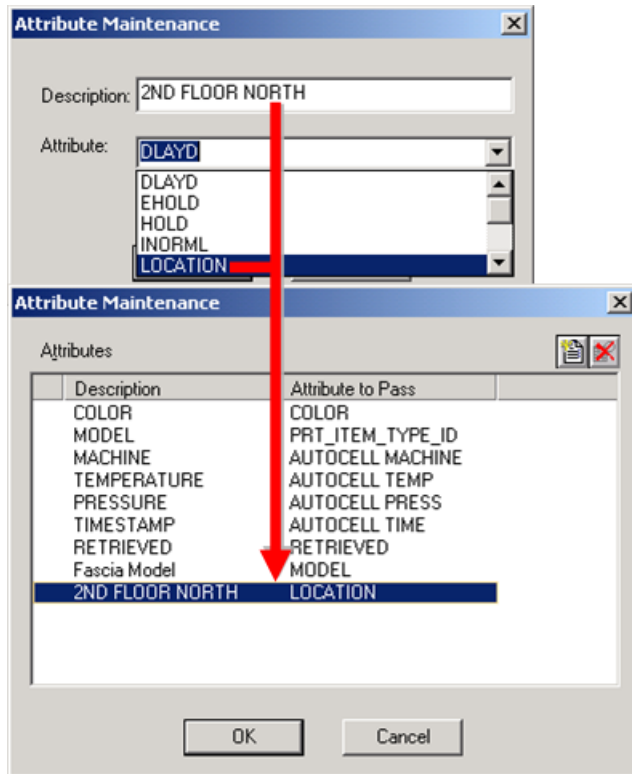 Attribute Maintenance
Description: 2ND FLOOR NORTH
Attribute: DLAYD
DLAYD
EHOLD
HOLD
INORML
LOCATION
Attribute Maintenance
Attributes
Description Attribute to Pass
COLOR COLOR
MODEL PRT_ITEM_TYPE_ID
MACHINE AUTOCELL MACHINE
TEMPERATURE AUTOCELL TEMP
PRESSURE AUTOCELL PRESS
TIMESTAMP AUTOCELL TIME
RETRIEVED RETRIEVED
Fascia Model MODEL
2ND FLOOR NORTH LOCATION
OK Cancel